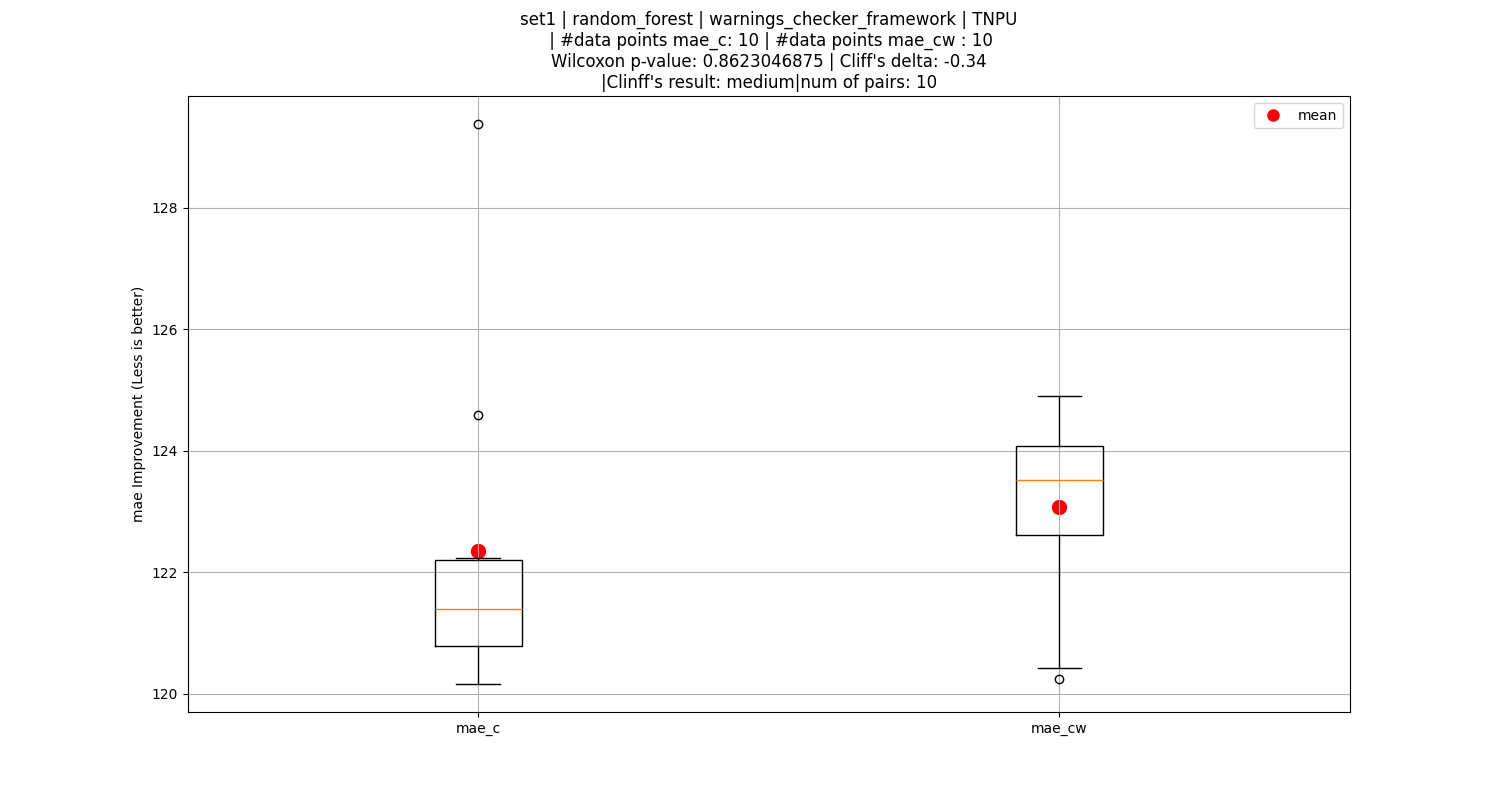 set1 | random_forest | warnings_checker_framework | TNPU
| #data points mae_c: 10 | #data points mae_cw : 10
Wilcoxon p-value: 0.8623046875 | Cliff's delta: -0.34
|Clinff's result: medium|num of pairs: 10
mean
128
126
124
122
120
mae Improvement (Less is better)
mae_c
mae_cw